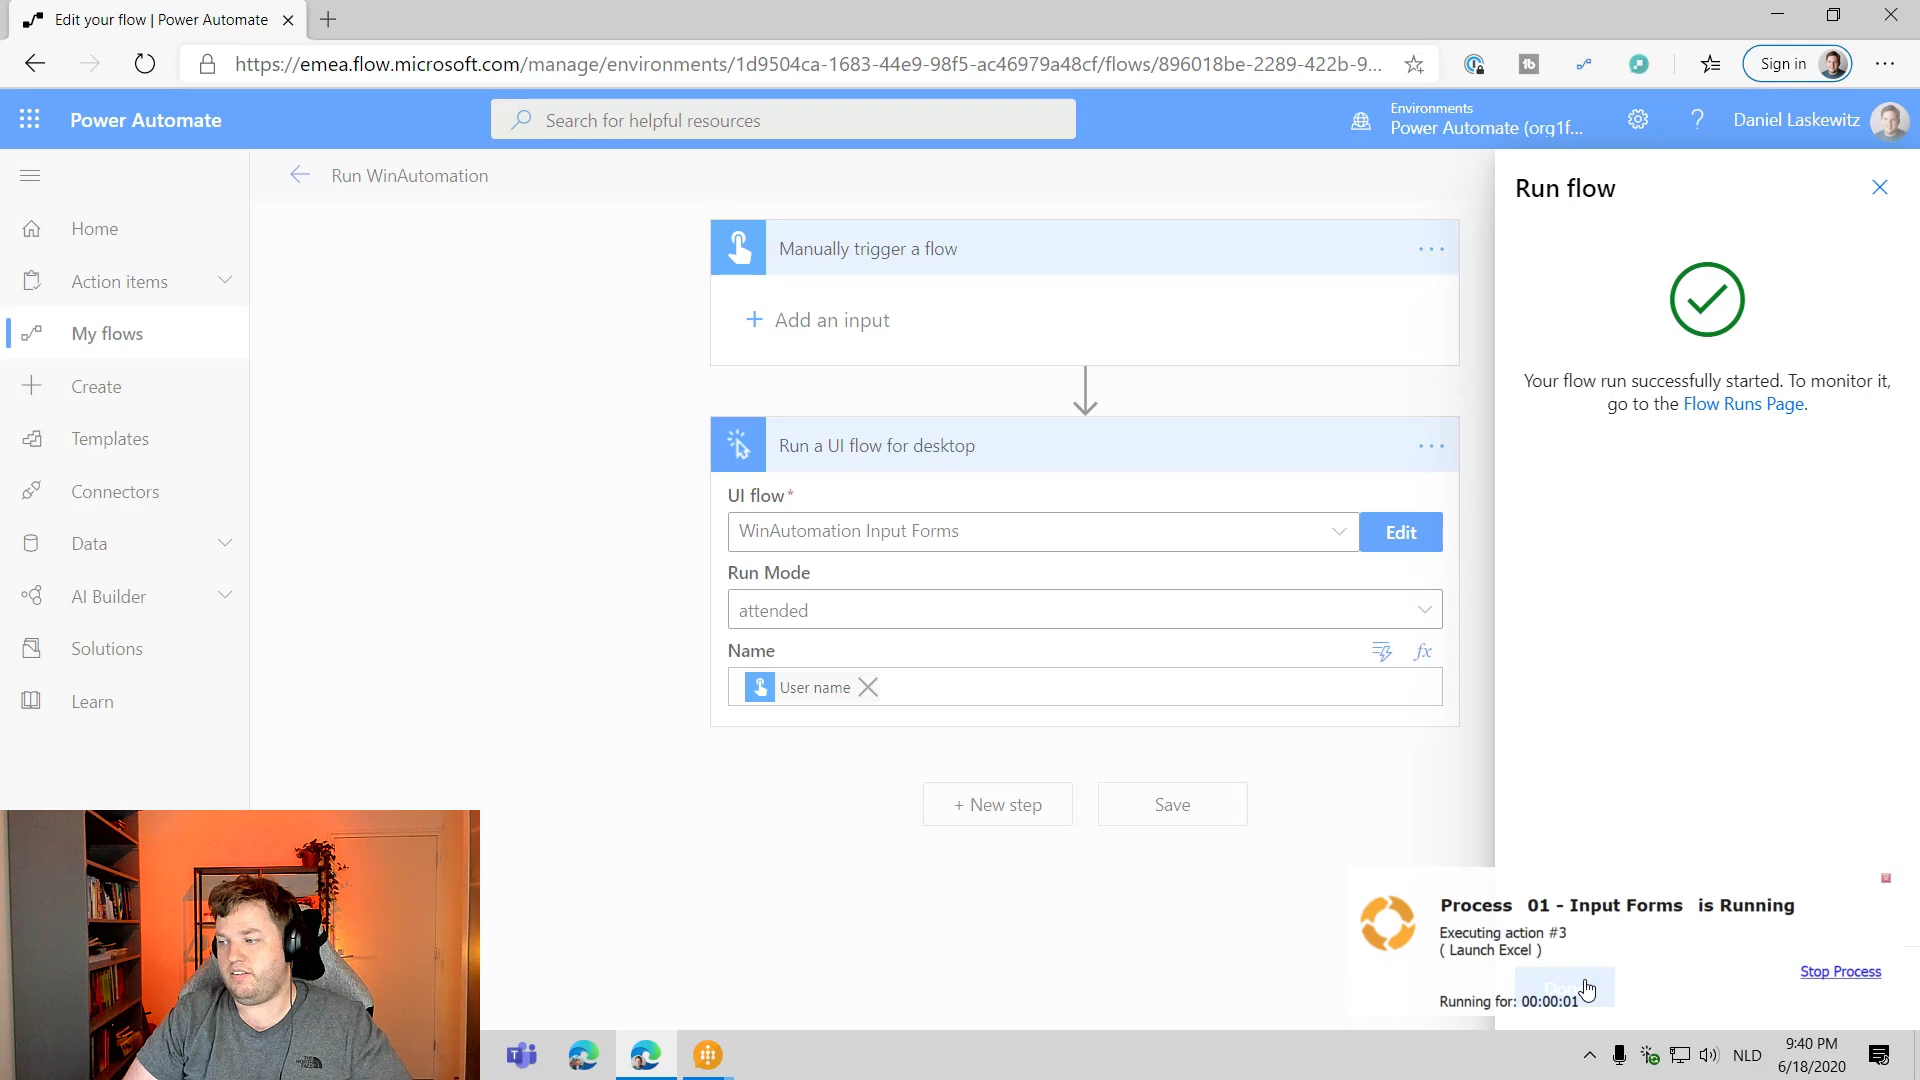 Edit your flow | Power Automate
https://emea.flow.microsoft.com/manage/environments/1d9504ca-1683-44e9-98f5-ac46979a48cf/flows/896018be-2289-422b-9...
Sign in
Power Automate
Search for helpful resources
Environments
Power Automate (org1f...
Daniel Laskewitz
Run WinAutomation
Home
Action items
My flows
Create
Templates
Connectors
Data
AI Builder
Solutions
Learn
Manually trigger a flow
+ Add an input
Run a UI flow for desktop
UI flow*
WinAutomation Input Forms
Edit
Run Mode
attended
Name
fx
User name
+ New step
Save
Run flow
Your flow run successfully started. To monitor it,
go to the Flow Runs Page.
Process 01 - Input Forms is Running
Executing action #3
( Launch Excel )
Stop Process
Running for: 00:00:01
NLD
9:40 PM
6/18/2020